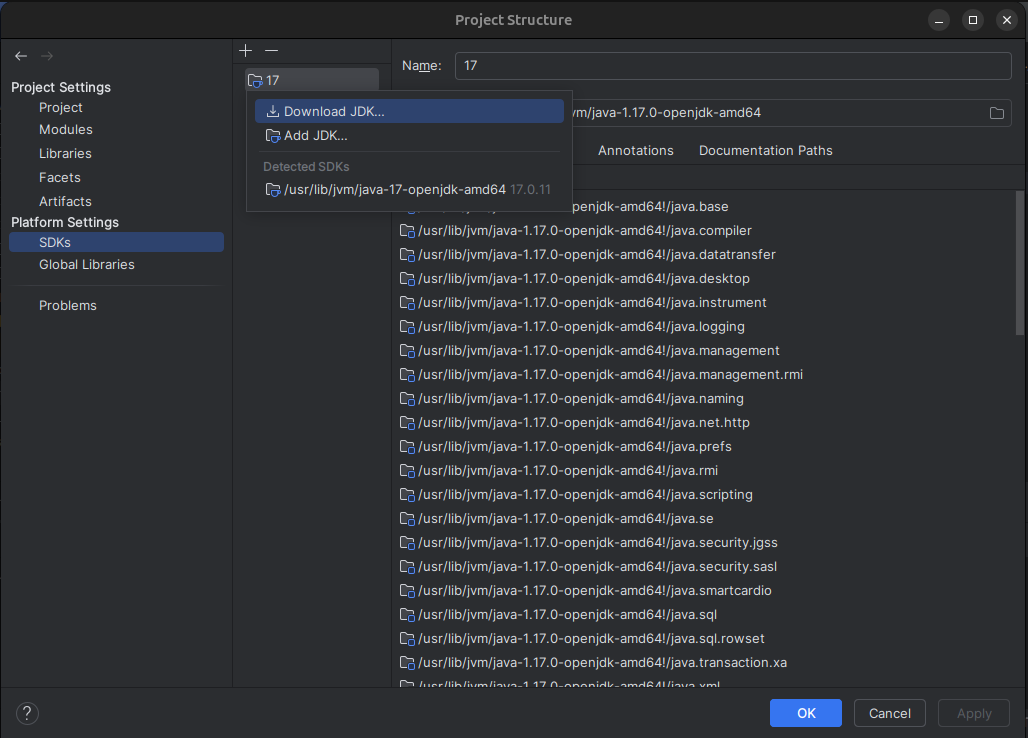 Project Structure
Project Settings
Project
Modules
Libraries
Facets
Artifacts
Platform Settings
SDKs
Global Libraries
Problems
17
Download JDK...
Add JDK...
Detected SDKs
/usr/lib/jvm/java-17-openjdk-amd64 17.0.11
Name: 17
vm/java-1.17.0-openjdk-amd64
Annotations Documentation Paths
openjdk-amd64!/java.base
/usr/lib/jvm/java-1.17.0-openjdk-amd64!/java.compiler
/usr/lib/jvm/java-1.17.0-openjdk-amd64!/java.datatransfer
/usr/lib/jvm/java-1.17.0-openjdk-amd64!/java.desktop
/usr/lib/jvm/java-1.17.0-openjdk-amd64!/java.instrument
/usr/lib/jvm/java-1.17.0-openjdk-amd64!/java.logging
/usr/lib/jvm/java-1.17.0-openjdk-amd64!/java.management
/usr/lib/jvm/java-1.17.0-openjdk-amd64!/java.management.rmi
/usr/lib/jvm/java-1.17.0-openjdk-amd64!/java.naming
/usr/lib/jvm/java-1.17.0-openjdk-amd64!/java.net.http
/usr/lib/jvm/java-1.17.0-openjdk-amd64!/java.prefs
/usr/lib/jvm/java-1.17.0-openjdk-amd64!/java.rmi
/usr/lib/jvm/java-1.17.0-openjdk-amd64!/java.scripting
/usr/lib/jvm/java-1.17.0-openjdk-amd64!/java.se
/usr/lib/jvm/java-1.17.0-openjdk-amd64!/java.security.jgss
/usr/lib/jvm/java-1.17.0-openjdk-amd64!/java.security.sasl
/usr/lib/jvm/java-1.17.0-openjdk-amd64!/java.smartcardio
/usr/lib/jvm/java-1.17.0-openjdk-amd64!/java.sql
/usr/lib/jvm/java-1.17.0-openjdk-amd64!/java.sql.rowset
/usr/lib/jvm/java-1.17.0-openjdk-amd64!/java.transaction.xa
/usr/lib/jvm/java-1.17.0-openjdk-amd64!/java.xml
?
OK Cancel Apply